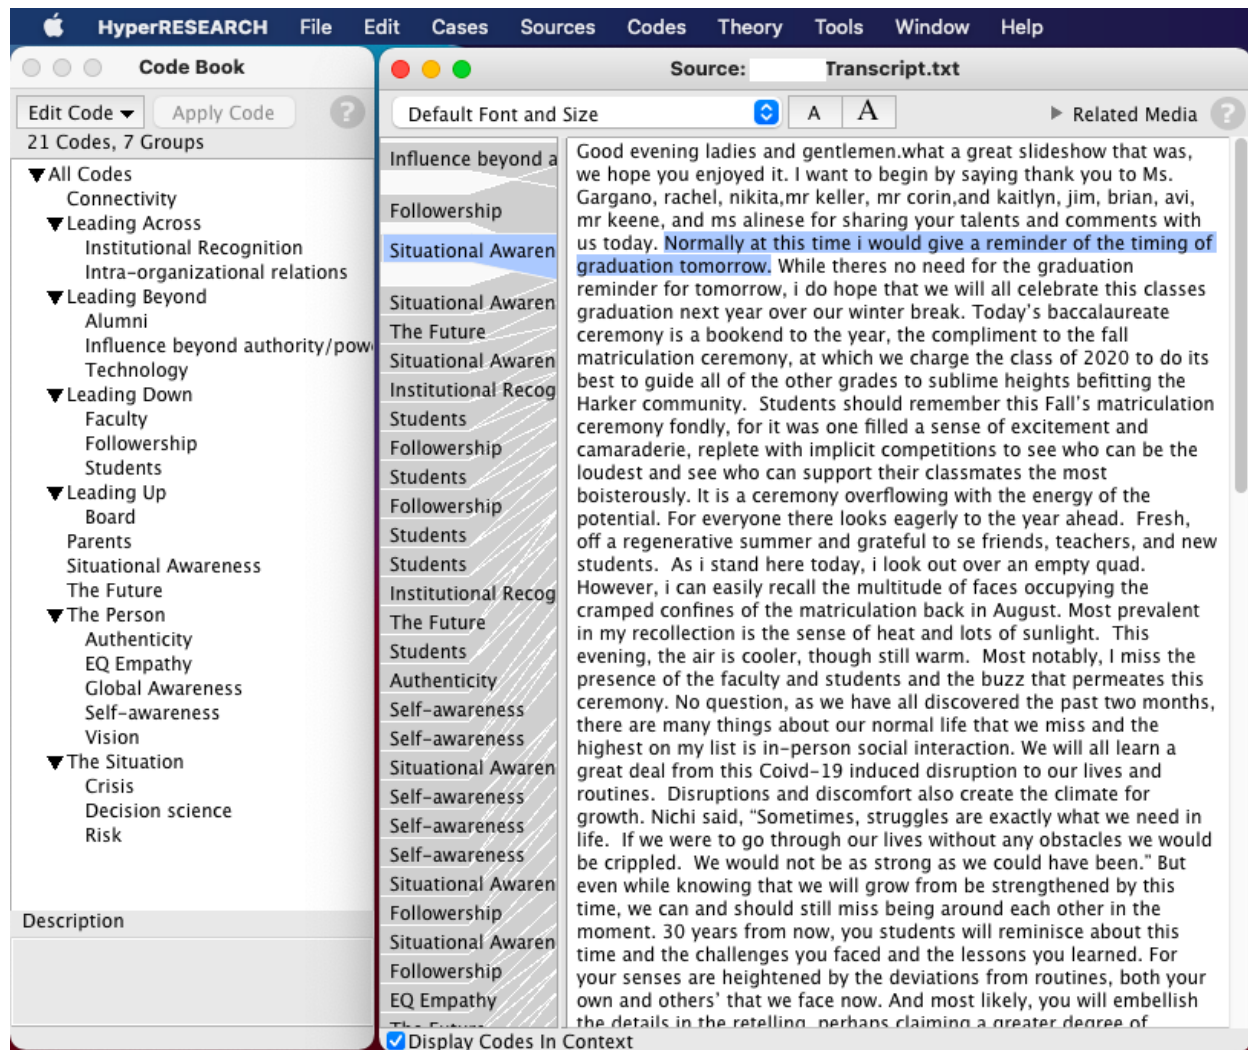 HyperRESEARCH File Edit Cases Sources Codes Theory Tools Window Help
Code Book
Edit Code Apply Code ?
21 Codes, 7 Groups
All Codes
Connectivity
Leading Across
Institutional Recognition
Intra-organizational relations
Leading Beyond
Alumni
Influence beyond authority/pow
Technology
Leading Down
Faculty
Followership
Students
Leading Up
Board
Parents
Situational Awareness
The Future
The Person
Authenticity
EQ Empathy
Global Awareness
Self-awareness
Vision
The Situation
Crisis
Decision science
Risk
Description
Source: Transcript.txt
Default Font and Size A A Related Media ?
Influence beyond a
Followership
Situational Awaren
Situational Awaren
The Future
Situational Awaren
Institutional Recog
Students
Followership
Students
Followership
Students
Students
Institutional Recog
The Future
Students
Authenticity
Self-awareness
Self-awareness
Situational Awaren
Self-awareness
Self-awareness
Self-awareness
Situational Awaren
Followership
Situational Awaren
Followership
EQ Empathy
The Future
Good evening ladies and gentlemen.what a great slideshow that was,
we hope you enjoyed it. I want to begin by saying thank you to Ms.
Gargano, rachel, nikita,mr keller, mr corin,and kaitlyn, jim, brian, avi,
mr keene, and ms alinese for sharing your talents and comments with
us today. Normally at this time i would give a reminder of the timing of
graduation tomorrow. While theres no need for the graduation
reminder for tomorrow, i do hope that we will all celebrate this classes
graduation next year over our winter break. Today's baccalaureate
ceremony is a bookend to the year, the compliment to the fall
matriculation ceremony, at which we charge the class of 2020 to do its
best to guide all of the other grades to sublime heights befitting the
Harker community.  Students should remember this Fall's matriculation
ceremony fondly, for it was one filled a sense of excitement and
camaraderie, replete with implicit competitions to see who can be the
loudest and see who can support their classmates the most
boisterously. It is a ceremony overflowing with the energy of the
potential. For everyone there looks eagerly to the year ahead.  Fresh,
off a regenerative summer and grateful to se friends, teachers, and new
students.  As i stand here today, i look out over an empty quad.
However, i can easily recall the multitude of faces occupying the
cramped confines of the matriculation back in August. Most prevalent
in my recollection is the sense of heat and lots of sunlight.  This
evening, the air is cooler, though still warm.  Most notably, I miss the
presence of the faculty and students and the buzz that permeates this
ceremony. No question, as we have all discovered the past two months,
there are many things about our normal life that we miss and the
highest on my list is in-person social interaction. We will all learn a
great deal from this Coivd-19 induced disruption to our lives and
routines.  Disruptions and discomfort also create the climate for
growth. Nichi said, “Sometimes, struggles are exactly what we need in
life.  If we were to go through our lives without any obstacles we would
be crippled.  We would not be as strong as we could have been.” But
even while knowing that we will grow from be strengthened by this
time, we can and should still miss being around each other in the
moment. 30 years from now, you students will reminisce about this
time and the challenges you faced and the lessons you learned. For
your senses are heightened by the deviations from routines, both your
own and others' that we face now. And most likely, you will embellish
the details in the retelling, perhaps claiming a greater degree of
Display Codes In Context